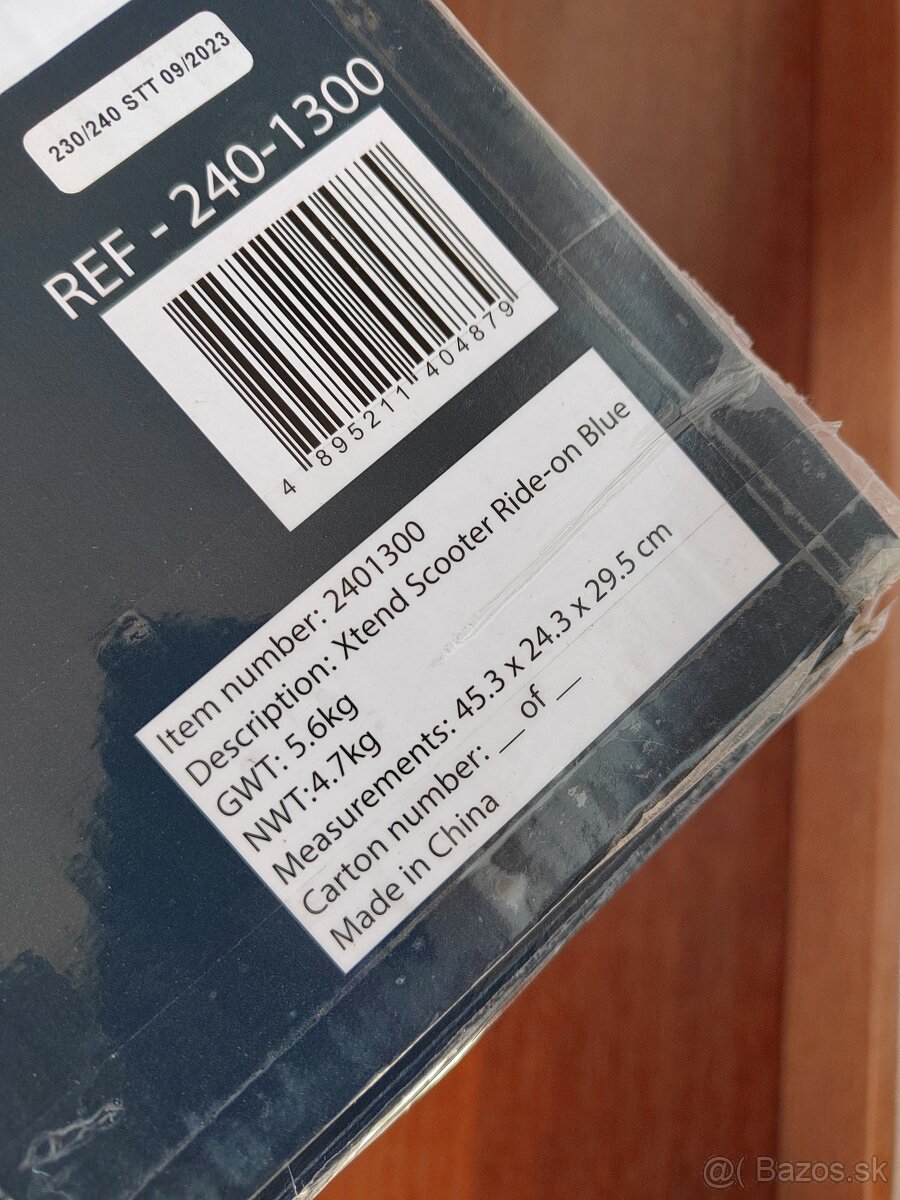 230/240 STT 09/2023
REF - 240-1300
4 895211 404879
Item number: 2401300
Description: Xtend Scooter Ride-on Blue
GWT: 5.6kg
NWT:4.7kg
Measurements: 45.3 x 24.3 x 29.5 cm
Carton number: __ of __
Made in China
@( Bazos.sk